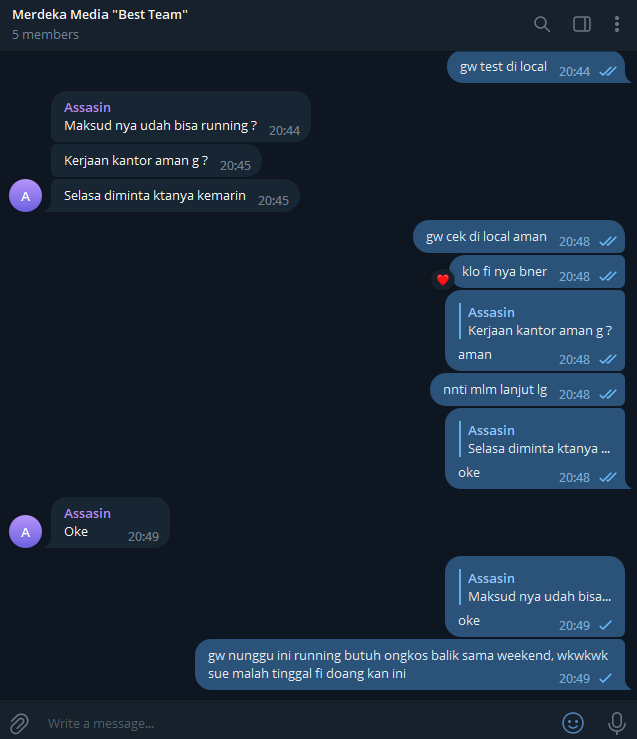 Merdeka Media "Best Team"
5 members
gw test di local 20:44
Assasin
Maksud nya udah bisa running ? 20:44
Kerjaan kantor aman g ? 20:45
A
Selasa diminta ktanya kemarin 20:45
gw cek di local aman 20:48
klo fi nya bner 20:48
Assasin
Kerjaan kantor aman g ?
aman 20:48
nnti mlm lanjut lg 20:48
Assasin
Selasa diminta ktanya ...
oke 20:48
Assasin
A
Oke 20:49
Assasin
Maksud nya udah bisa...
oke 20:49
gw nunggu ini running butuh ongkos balik sama weekend, wkwkwk
sue malah tinggal fi doang kan ini 20:49
Write a message...